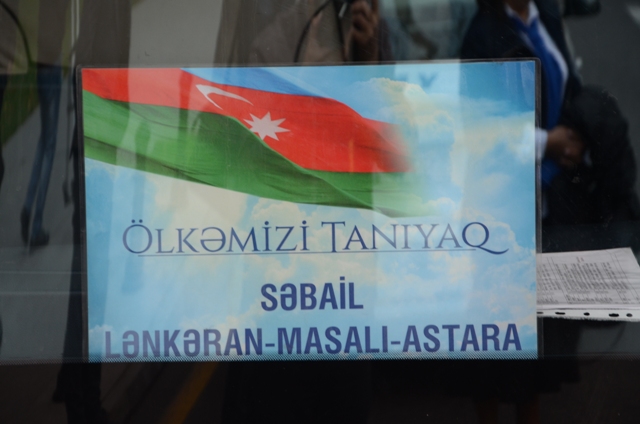 ÖLKƏMİZİ TANIYAQ
SƏBAİL
LƏNKƏRAN-MASALI-ASTARA